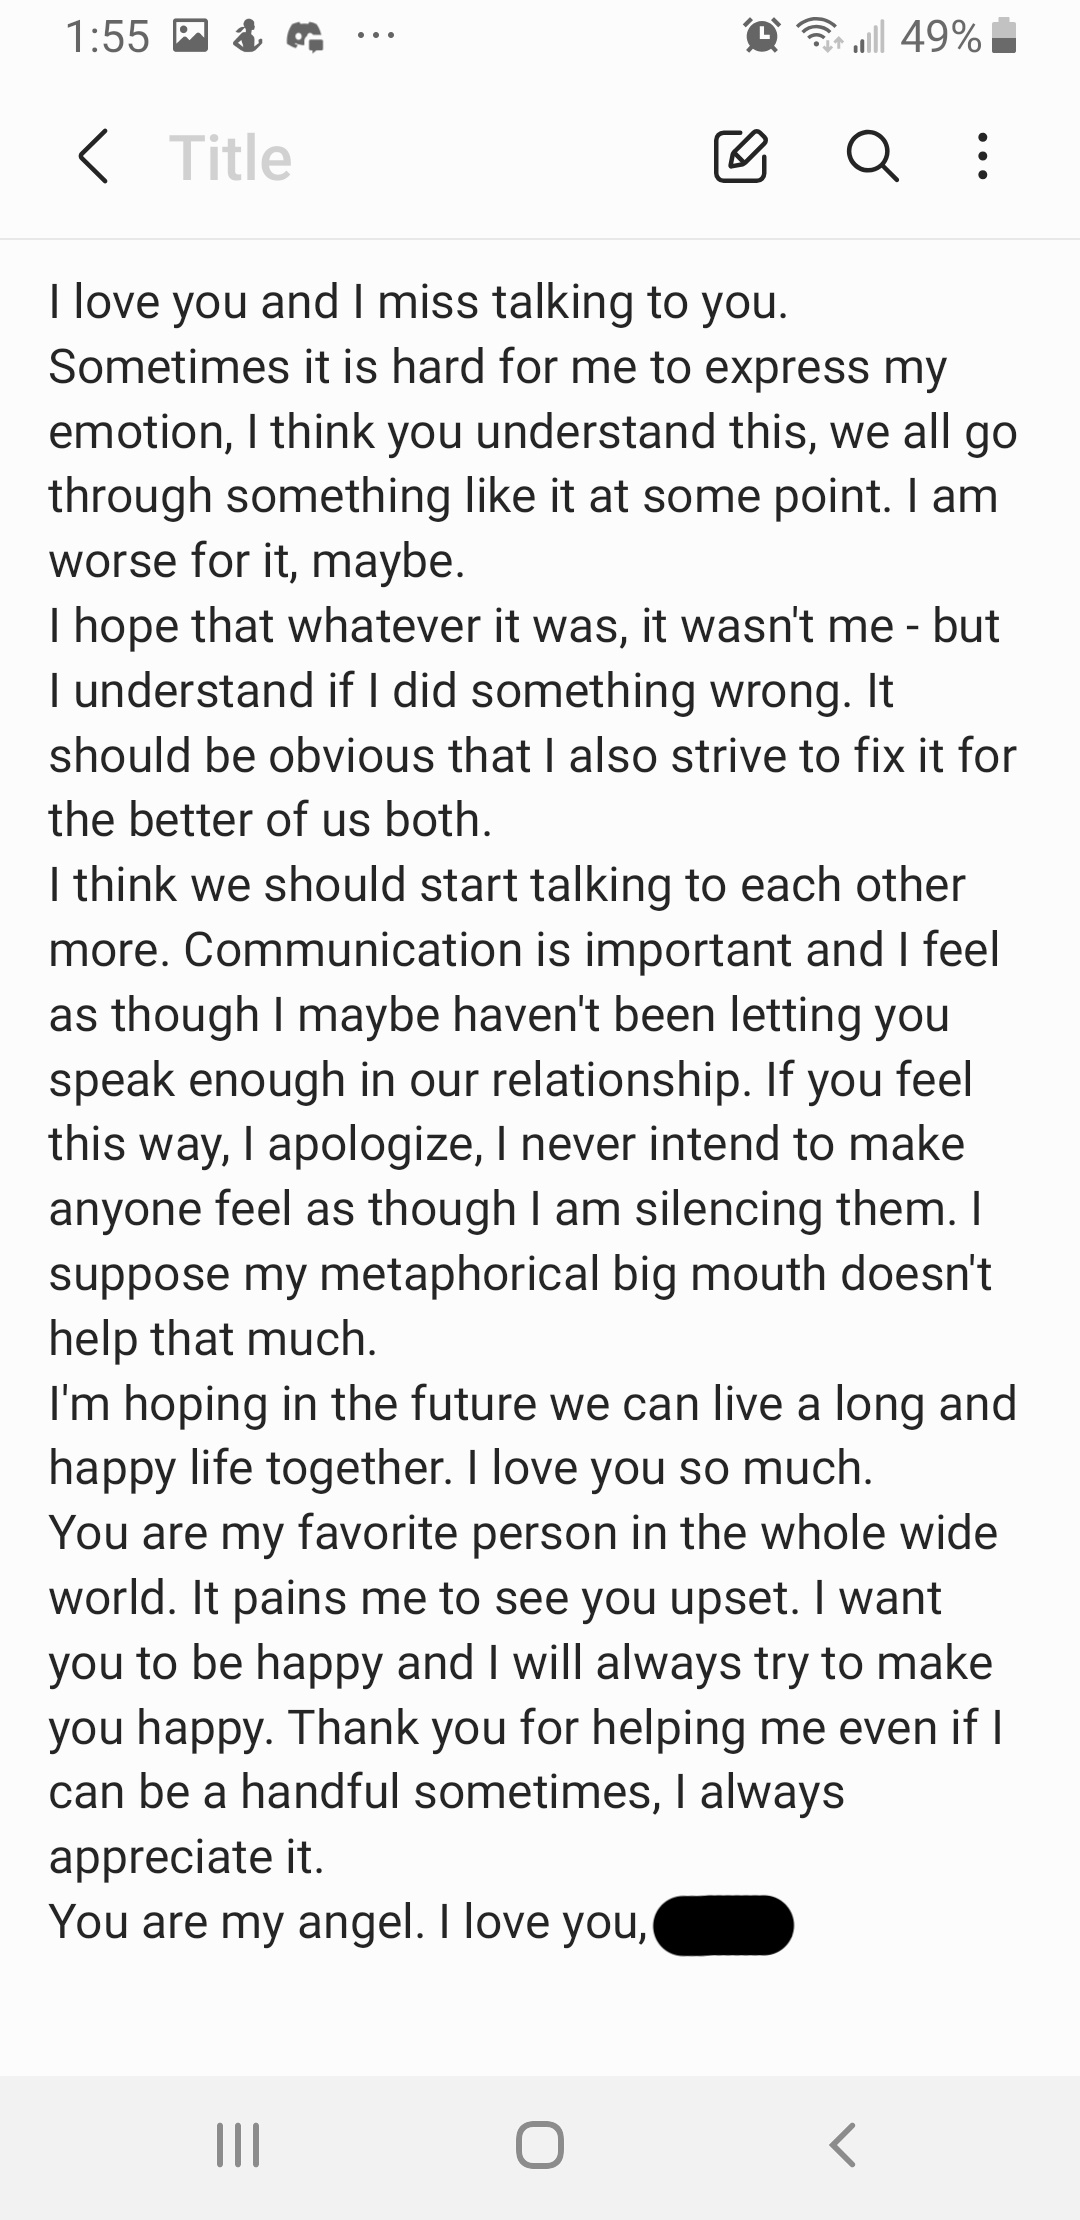 1:55 49%
Title
I love you and I miss talking to you.
Sometimes it is hard for me to express my
emotion, I think you understand this, we all go
through something like it at some point. I am
worse for it, maybe.
I hope that whatever it was, it wasn't me - but
I understand if I did something wrong. It
should be obvious that I also strive to fix it for
the better of us both.
I think we should start talking to each other
more. Communication is important and I feel
as though I maybe haven't been letting you
speak enough in our relationship. If you feel
this way, I apologize, I never intend to make
anyone feel as though I am silencing them. I
suppose my metaphorical big mouth doesn't
help that much.
I'm hoping in the future we can live a long and
happy life together. I love you so much.
You are my favorite person in the whole wide
world. It pains me to see you upset. I want
you to be happy and I will always try to make
you happy. Thank you for helping me even if I
can be a handful sometimes, I always
appreciate it.
You are my angel. I love you,